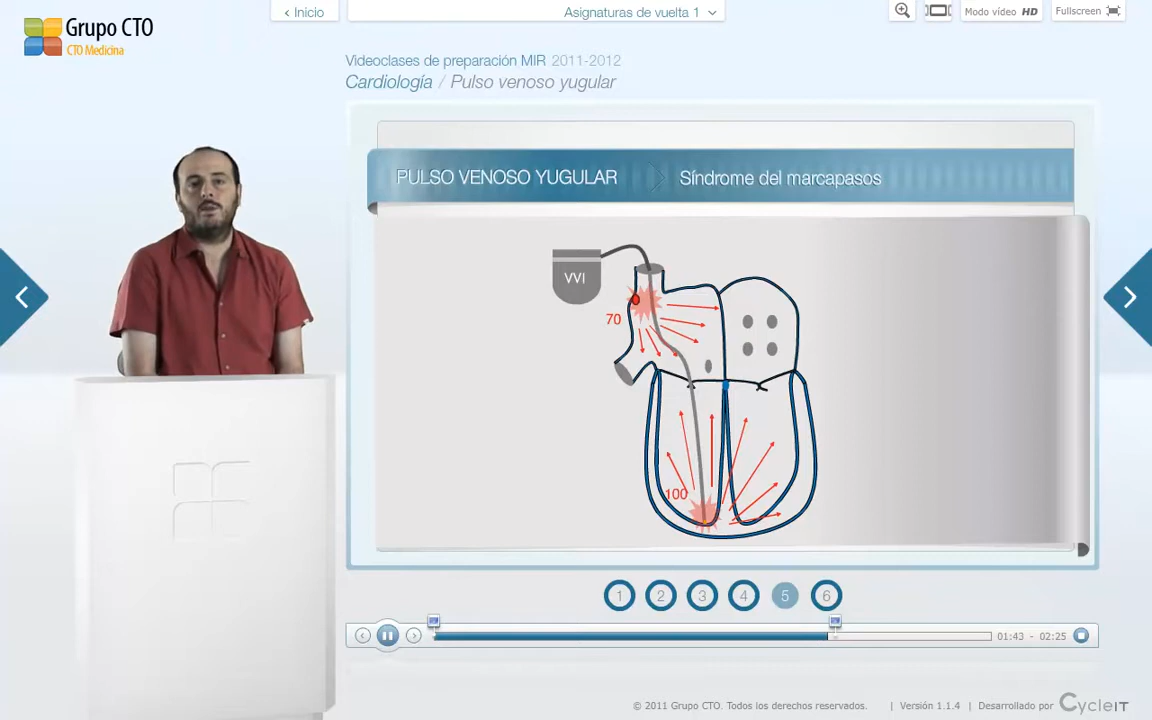 Grupo CTO
CTO Medicina
‹ Inicio
Asignaturas de vuelta 1
Modo vídeo HD
Fullscreen
Videoclases de preparación MIR 2011-2012
Cardiología / Pulso venoso yugular
PULSO VENOSO YUGULAR
Síndrome del marcapasos
VVI
70
100
1 2 3 4 5 6
01:43 - 02:25
© 2011 Grupo CTO. Todos los derechos reservados. | Versión 1.1.4 | Desarrollado por CycleIT